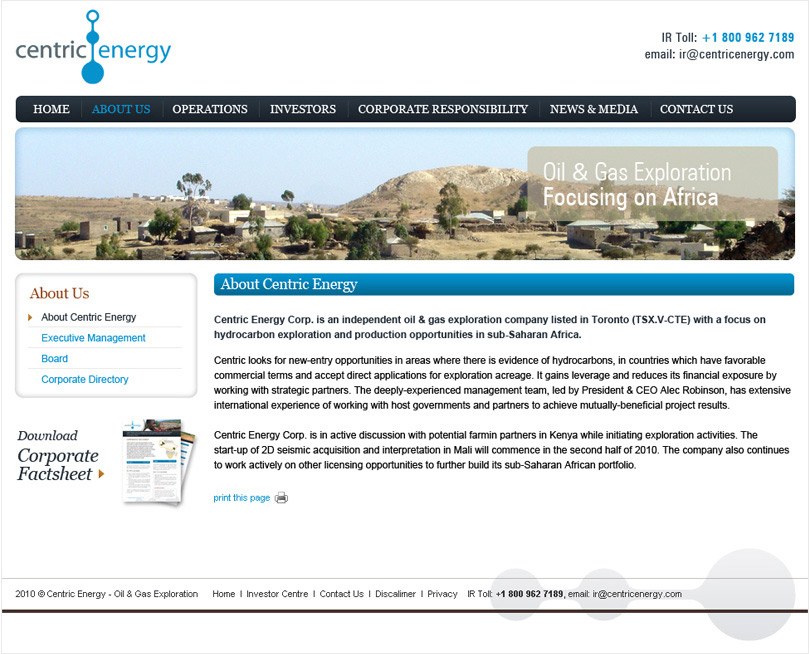 centric energy
IR Toll: +1 800 962 7189
email: ir@centricenergy.com
HOME ABOUT US OPERATIONS INVESTORS CORPORATE RESPONSIBILITY NEWS & MEDIA CONTACT US
Oil & Gas Exploration
Focusing on Africa
About Us
About Centric Energy
Executive Management
Board
Corporate Directory
Download
Corporate
Factsheet
About Centric Energy
Centric Energy Corp. is an independent oil & gas exploration company listed in Toronto (TSX.V-CTE) with a focus on
hydrocarbon exploration and production opportunities in sub-Saharan Africa.
Centric looks for new-entry opportunities in areas where there is evidence of hydrocarbons, in countries which have favorable
commercial terms and accept direct applications for exploration acreage. It gains leverage and reduces its financial exposure by
working with strategic partners. The deeply-experienced management team, led by President & CEO Alec Robinson, has extensive
international experience of working with host governments and partners to achieve mutually-beneficial project results.
Centric Energy Corp. is in active discussion with potential farmin partners in Kenya while initiating exploration activities. The
start-up of 2D seismic acquisition and interpretation in Mali will commence in the second half of 2010. The company also continues
to work actively on other licensing opportunities to further build its sub-Saharan African portfolio.
print this page
2010 © Centric Energy - Oil & Gas Exploration Home | Investor Centre | Contact Us | Discalimer | Privacy IR Toll: +1 800 962 7189, email: ir@centricenergy.com